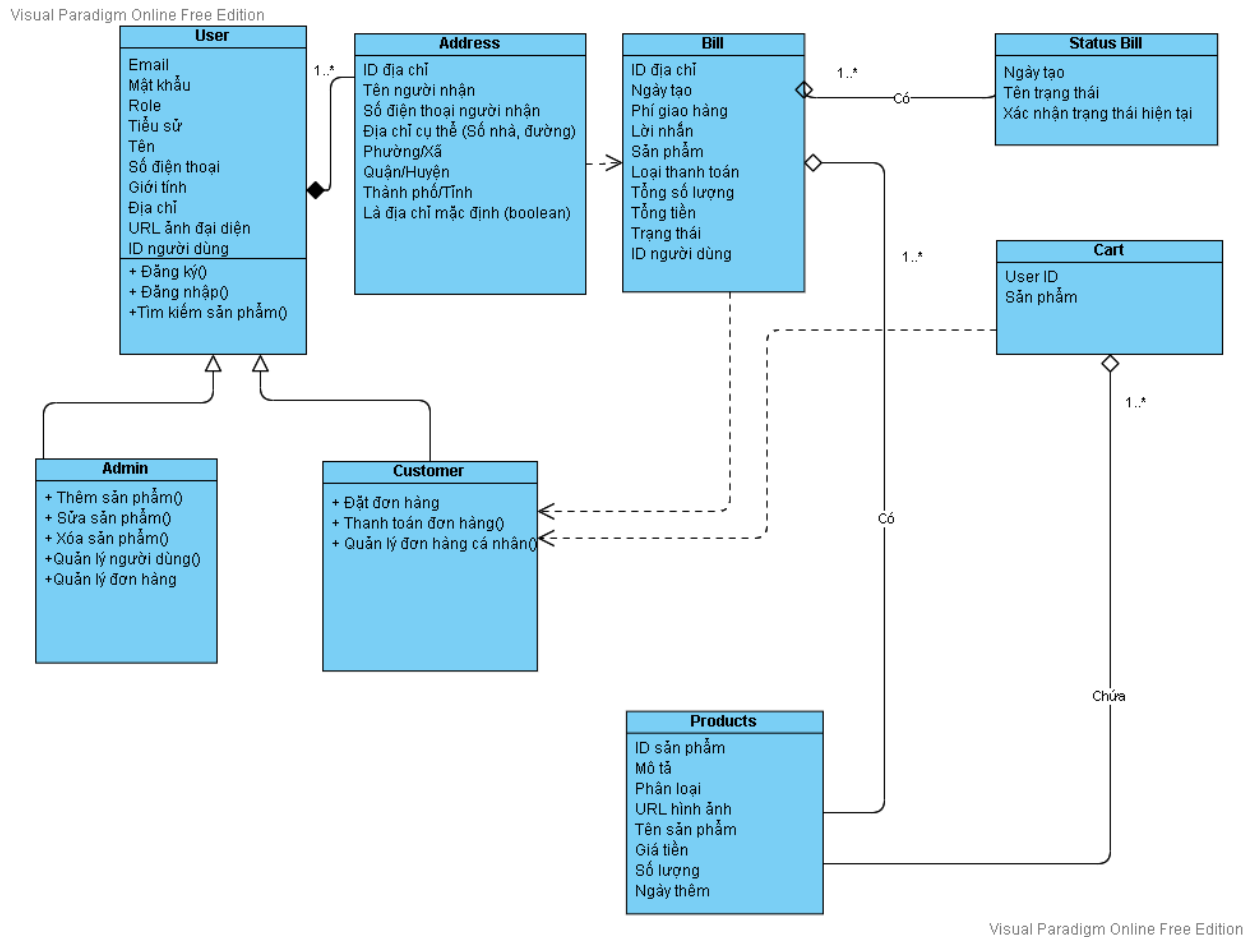 Visual Paradigm Online Free Edition
User
Email
Mật khẩu
Role
Tiểu sử
Tên
Số điện thoại
Giới tính
Địa chỉ
URL ảnh đại diện
ID người dùng
+ Đăng ký()
+ Đăng nhập()
+Tìm kiếm sản phẩm()
1..*
Address
ID địa chỉ
Tên người nhận
Số điện thoại người nhận
Địa chỉ cụ thể (Số nhà, đường)
Phường/Xã
Quận/Huyện
Thành phố/Tỉnh
Là địa chỉ mặc định (boolean)
Bill
ID địa chỉ
Ngày tạo
Phí giao hàng
Lời nhắn
Sản phẩm
Loại thanh toán
Tổng số lượng
Tổng tiền
Trạng thái
ID người dùng
1..*
Có
Status Bill
Ngày tạo
Tên trạng thái
Xác nhận trạng thái hiện tại
1..*
Cart
User ID
Sản phẩm
1..*
Admin
+ Thêm sản phẩm()
+ Sửa sản phẩm()
+ Xóa sản phẩm()
+Quản lý người dùng()
+Quản lý đơn hàng
Customer
+ Đặt đơn hàng
+ Thanh toán đơn hàng()
+ Quản lý đơn hàng cá nhân()
Có
Chứa
Products
ID sản phẩm
Mô tả
Phân loại
URL hình ảnh
Tên sản phẩm
Giá tiền
Số lượng
Ngày thêm
Visual Paradigm Online Free Edition